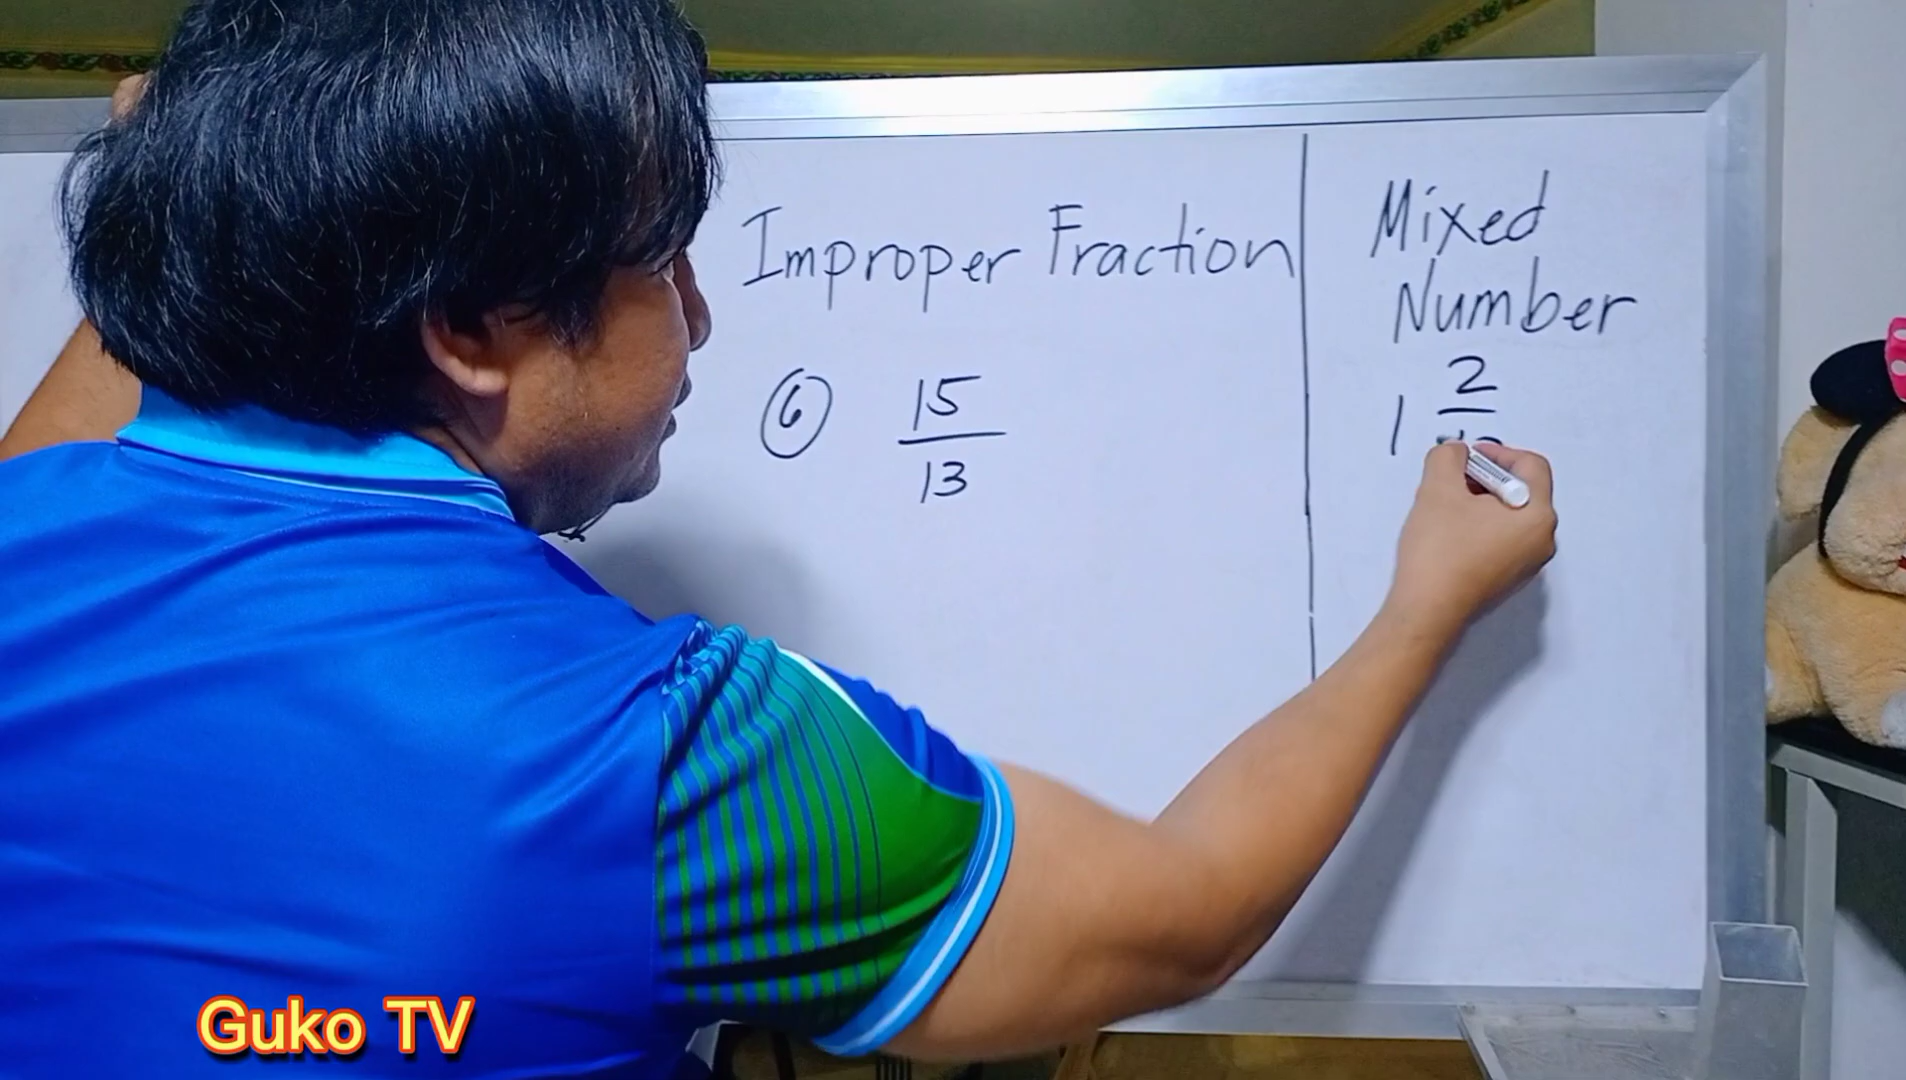 Improper Fraction
Mixed
Number
6 15/13
1 2/
Guko TV